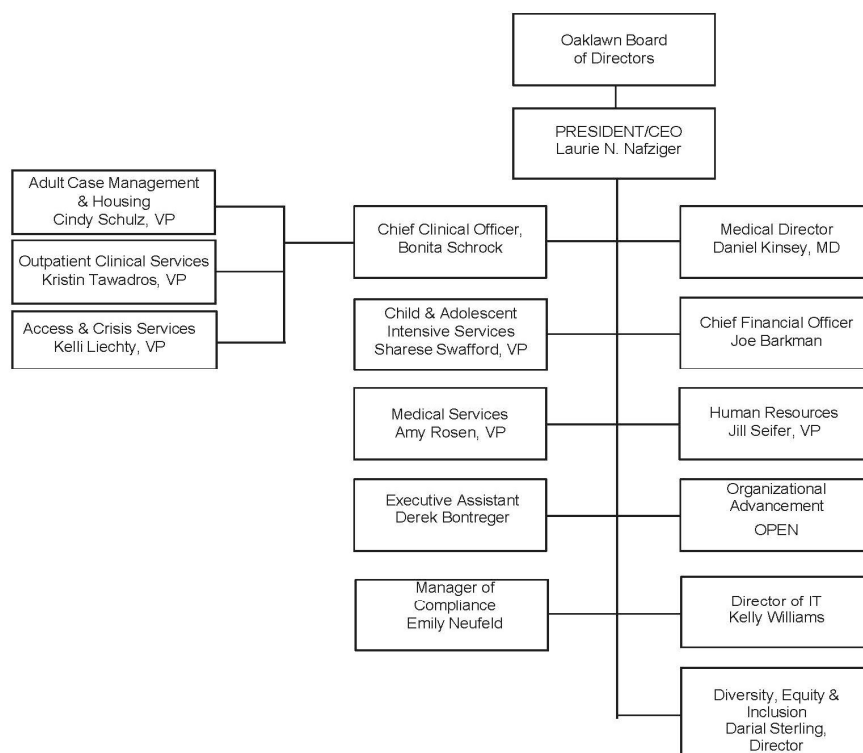 Oaklawn Board
of Directors
PRESIDENT/CEO
Laurie N. Nafziger
Adult Case Management
& Housing
Cindy Schulz, VP
Outpatient Clinical Services
Kristin Tawadros, VP
Access & Crisis Services
Kelli Liechty, VP
Chief Clinical Officer,
Bonita Schrock
Medical Director
Daniel Kinsey, MD
Child & Adolescent
Intensive Services
Sharese Swafford, VP
Chief Financial Officer
Joe Barkman
Medical Services
Amy Rosen, VP
Human Resources
Jill Seifer, VP
Executive Assistant
Derek Bontreger
Organizational
Advancement
OPEN
Manager of
Compliance
Emily Neufeld
Director of IT
Kelly Williams
Diversity, Equity &
Inclusion
Darial Sterling,
Director